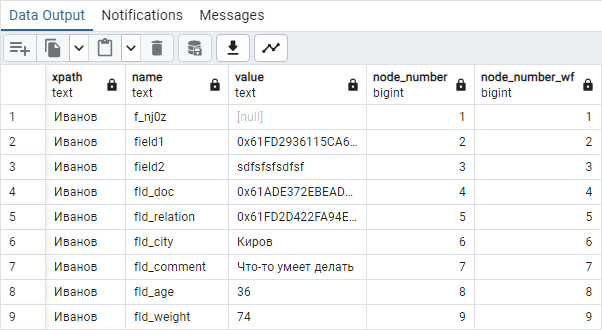 Data Output Notifications Messages
xpath name value node_number node_number_wf
text text text bigint bigint
1 Иванов f_nj0z [null] 1 1
2 Иванов field1 0x61FD2936115CA6... 2 2
3 Иванов field2 sdfsfsfsdfsf 3 3
4 Иванов fld_doc 0x61ADE372EBEAD... 4 4
5 Иванов fld_relation 0x61FD2D422FA94E... 5 5
6 Иванов fld_city Киров 6 6
7 Иванов fld_comment Что-то умеет делать 7 7
8 Иванов fld_age 36 8 8
9 Иванов fld_weight 74 9 9